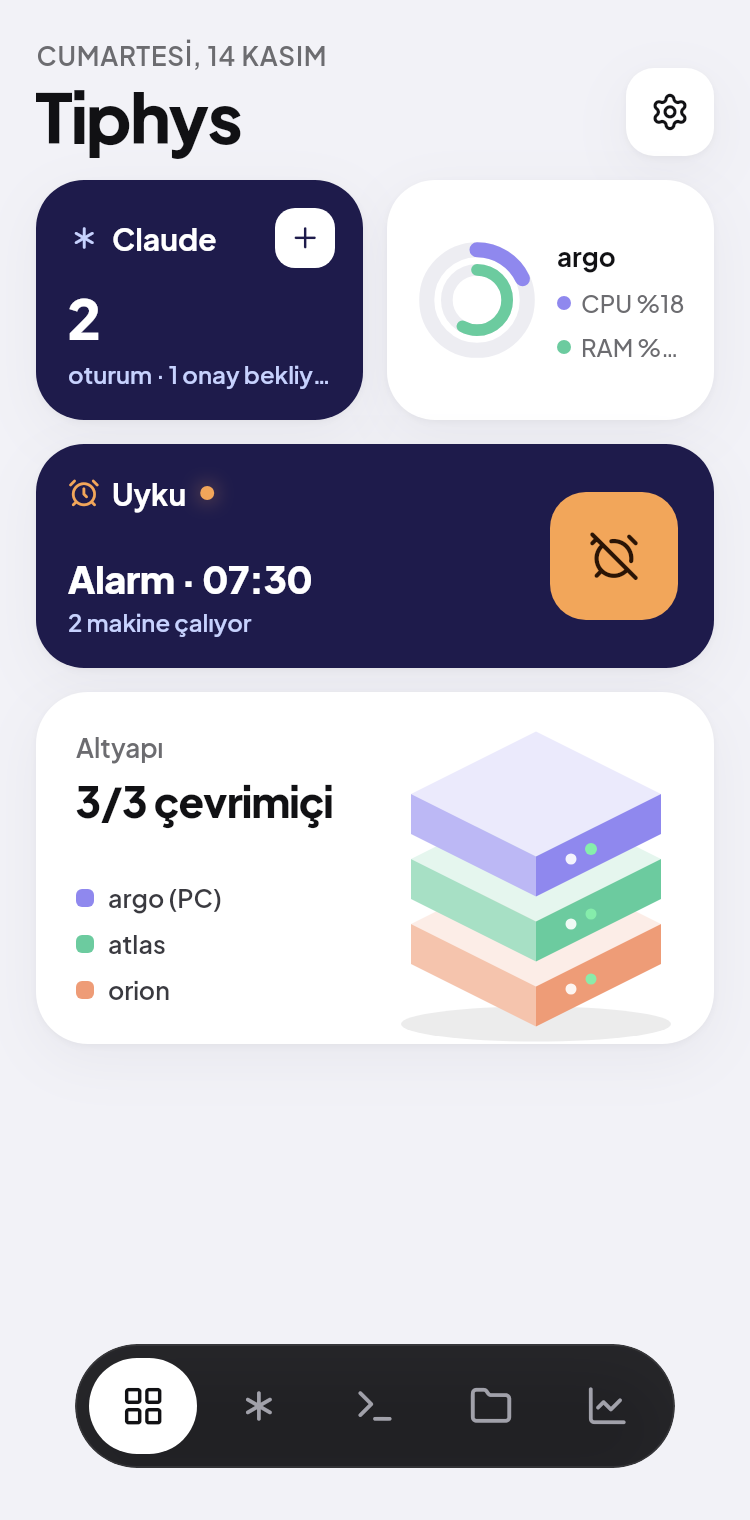 CUMARTESİ, 14 KASIM
Tiphys
Claude
2
oturum · 1 onay bekliy...
argo
CPU %18
RAM %...
Uyku
Alarm · 07:30
2 makine çalıyor
Altyapı
3/3 çevrimiçi
argo (PC)
atlas
orion